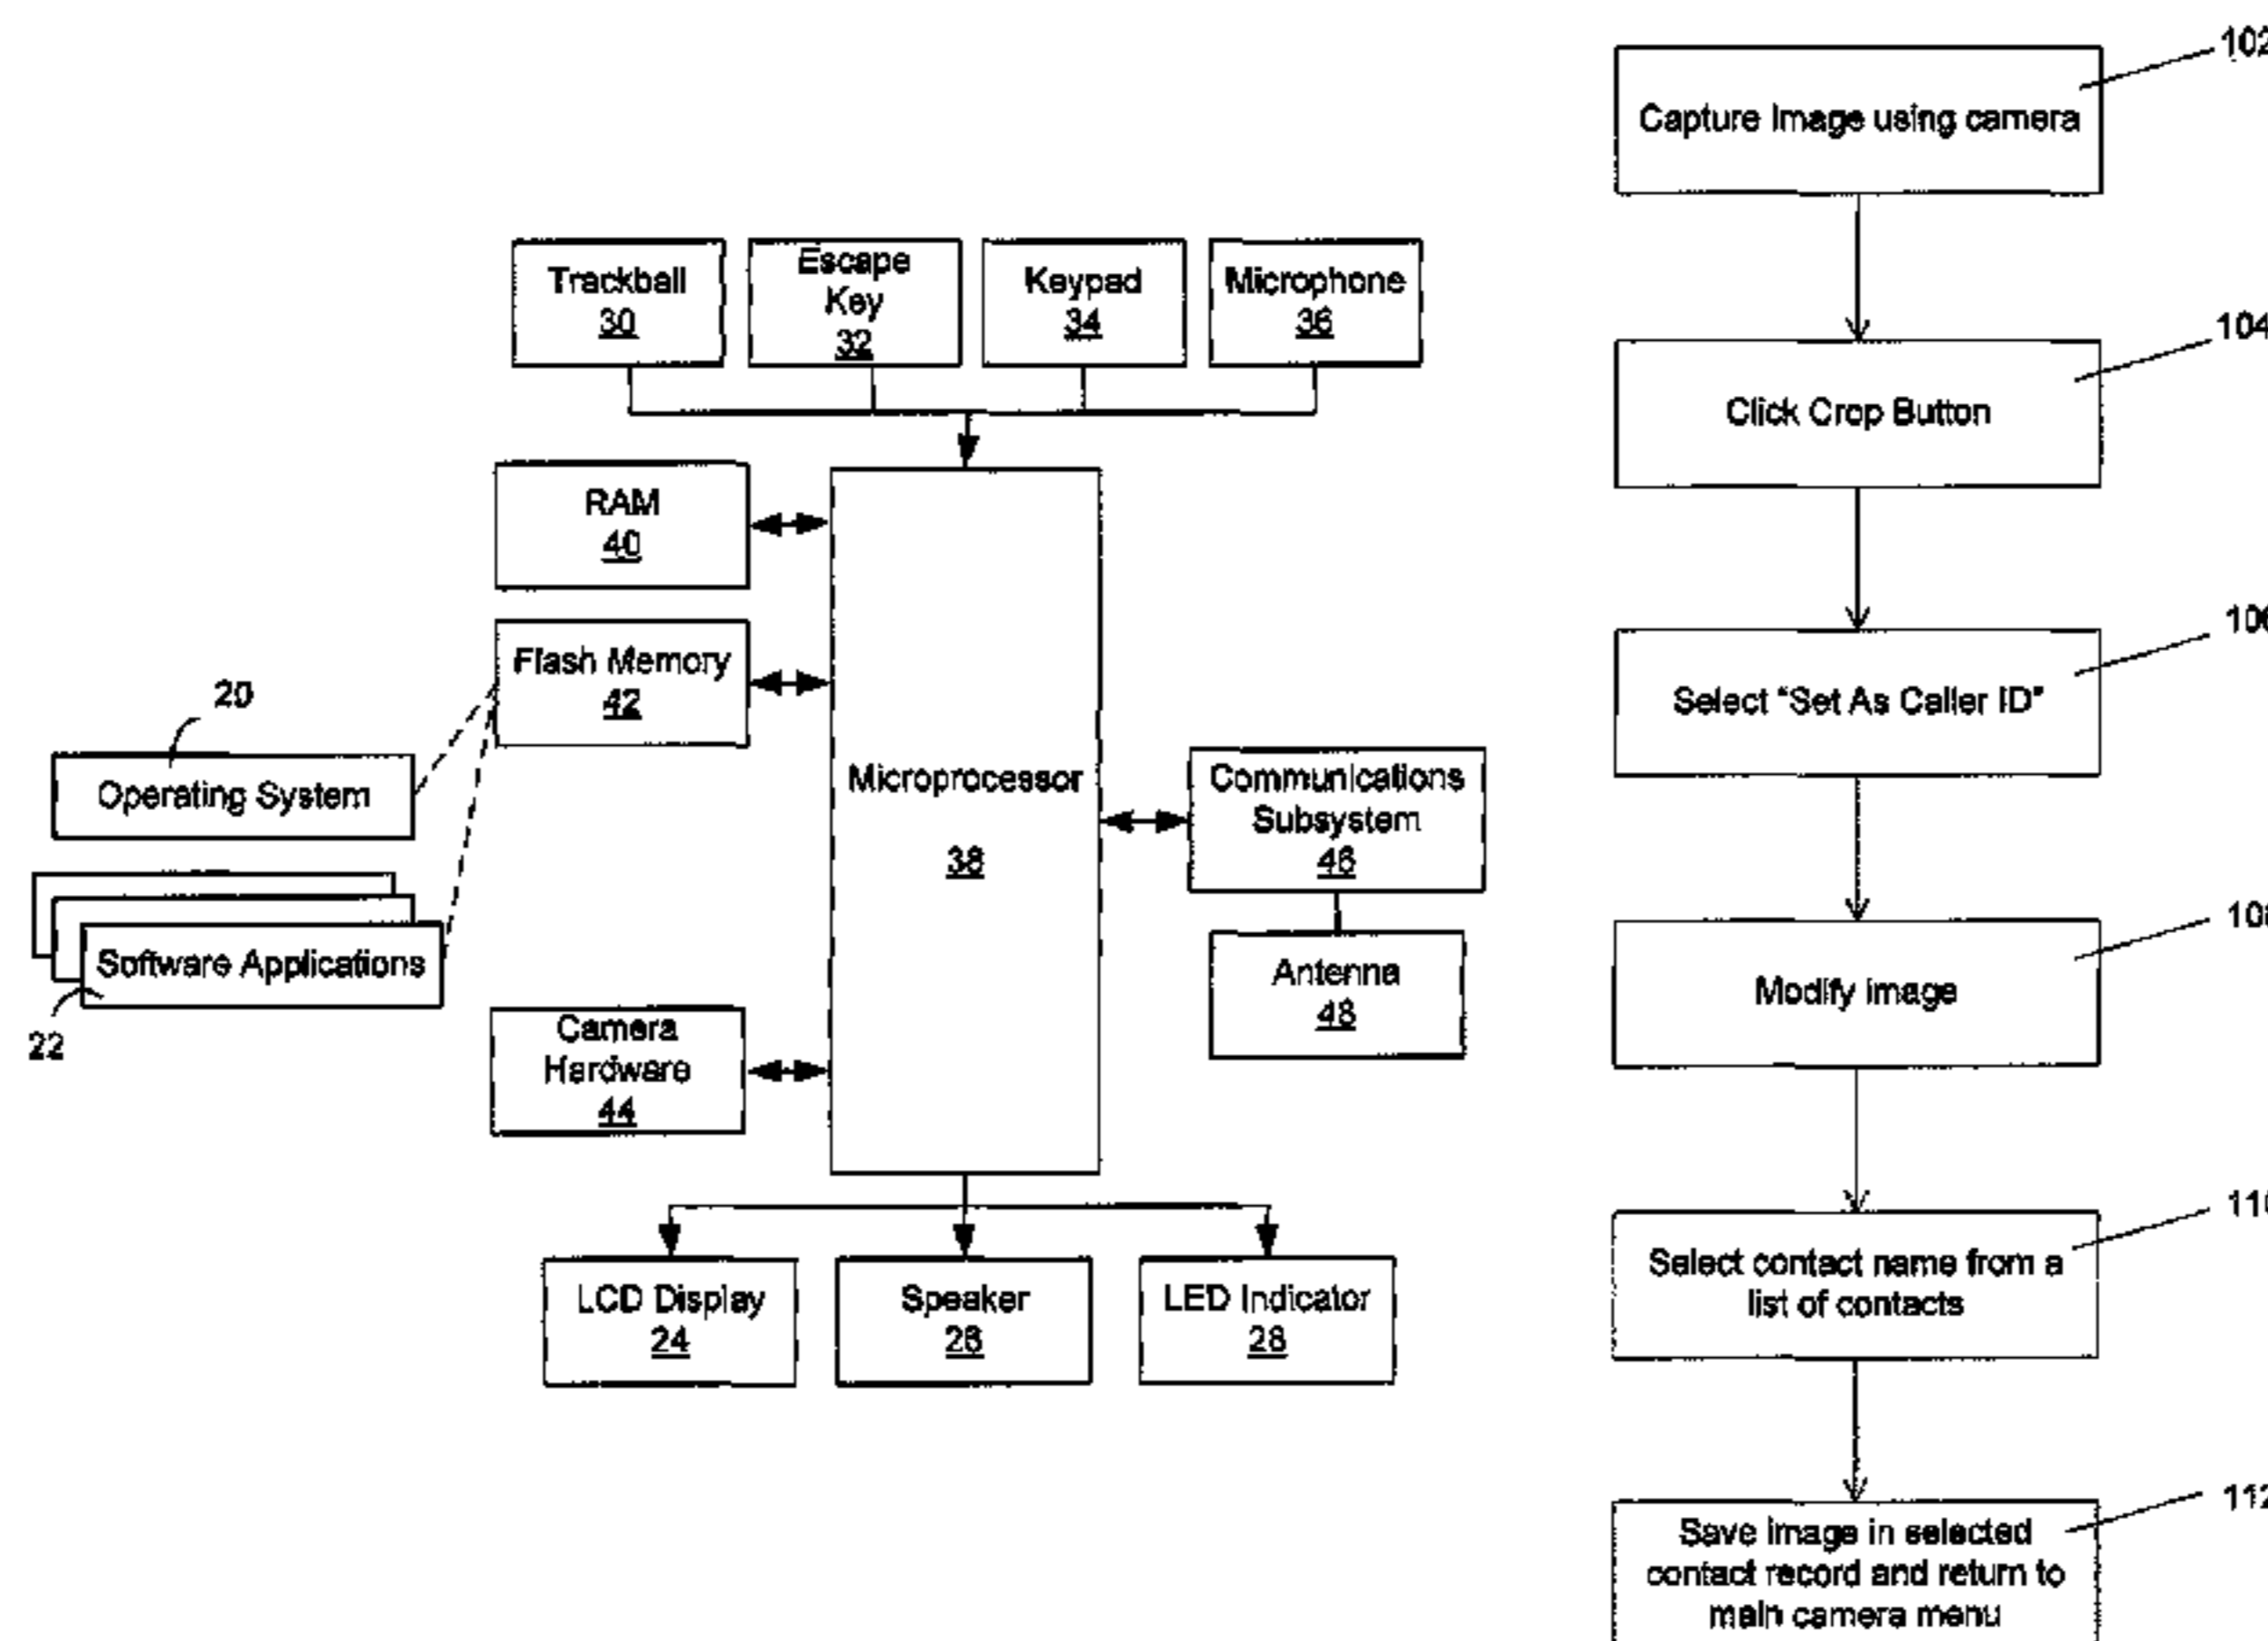 Trackball
30
Escape
Key
32
Keypad
34
Microphone
36
RAM
40
Flash Memory
42
20
Operating System
Software Applications
22
Microprocessor
38
Communications
Subsystem
46
Antenna
48
Camera
Hardware
44
LCD Display
24
Speaker
26
LED Indicator
28
102
Capture Image using camera
104
Click Crop Button
Select "Set As Caller ID"
Modify image
110
Select contact name from a
list of contacts
112
Save image in selected
contact record and return to
main camera menu